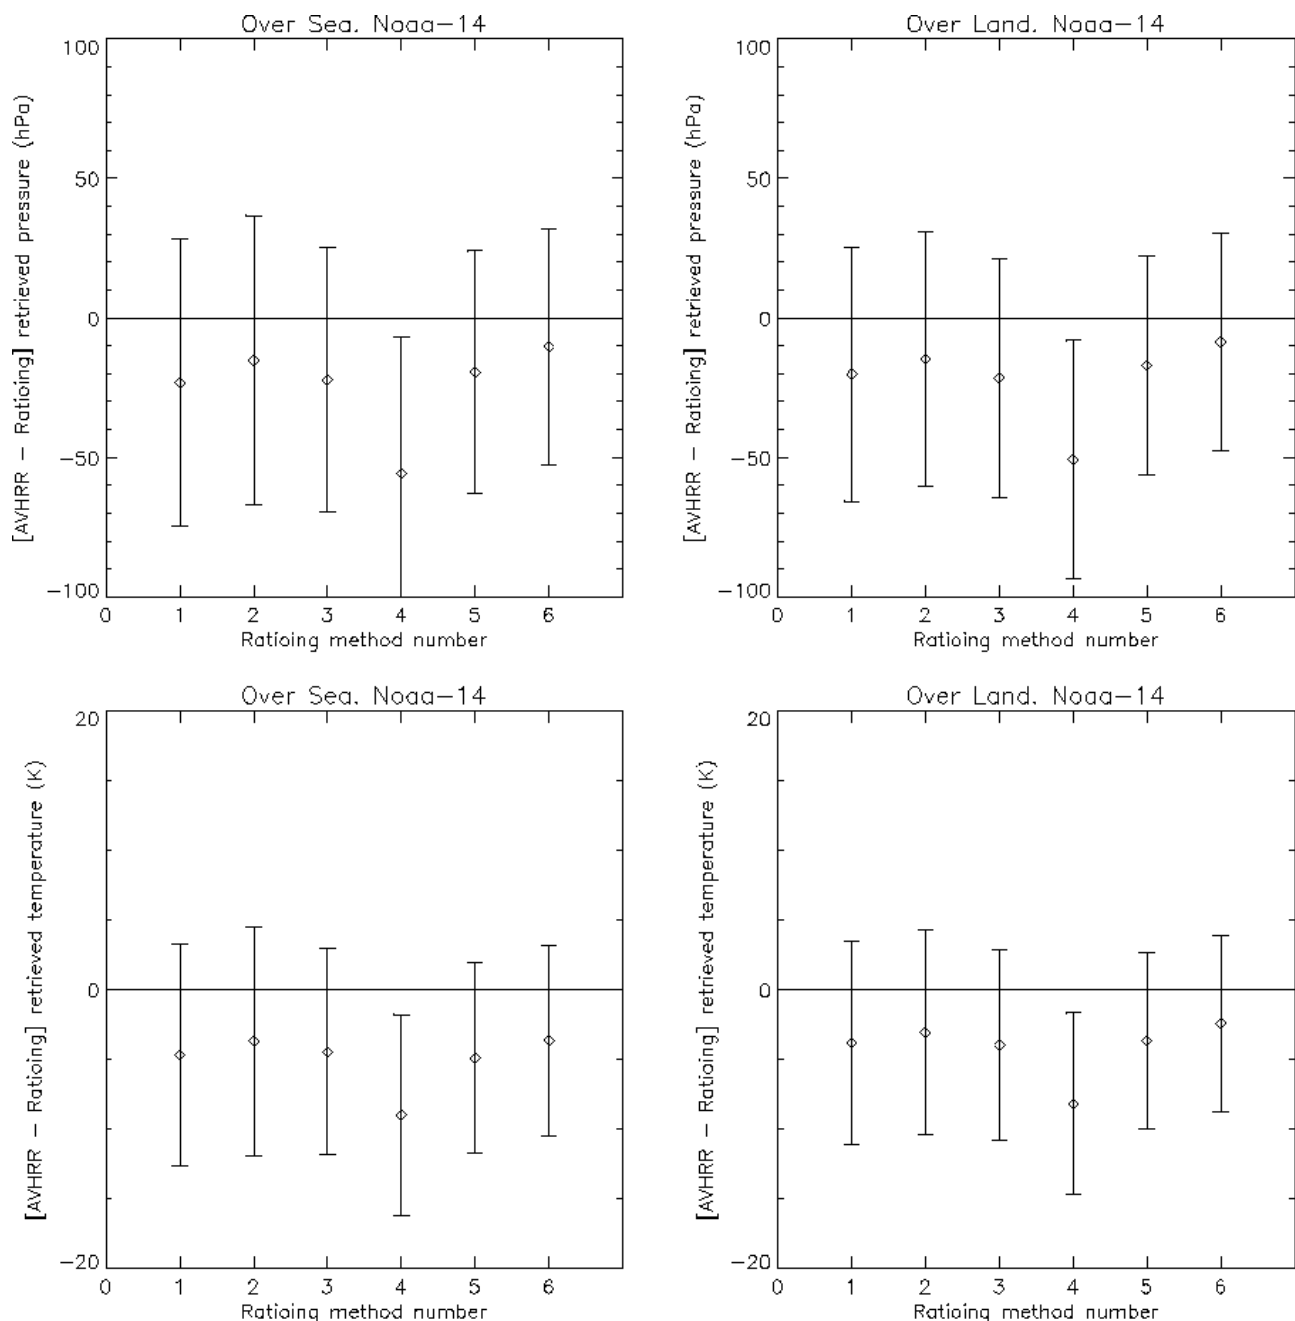 Over Sea. Noaa-14
[AVHRR - Ratioing] retrieved pressure (hPa)
100
50
0
-50
-100
0 1 2 3 4 5 6
Ratioing method number
Over Land. Noaa-14
[AVHRR - Ratioing] retrieved pressure (hPa)
100
50
0
-50
-100
0 1 2 3 4 5 6
Ratioing method number
Over Sea. Noaa-14
[AVHRR - Ratioing] retrieved temperature (K)
20
0
-20
0 1 2 3 4 5 6
Ratioing method number
Over Land. Noaa-14
[AVHRR - Ratioing] retrieved temperature (K)
20
0
-20
0 1 2 3 4 5 6
Ratioing method number